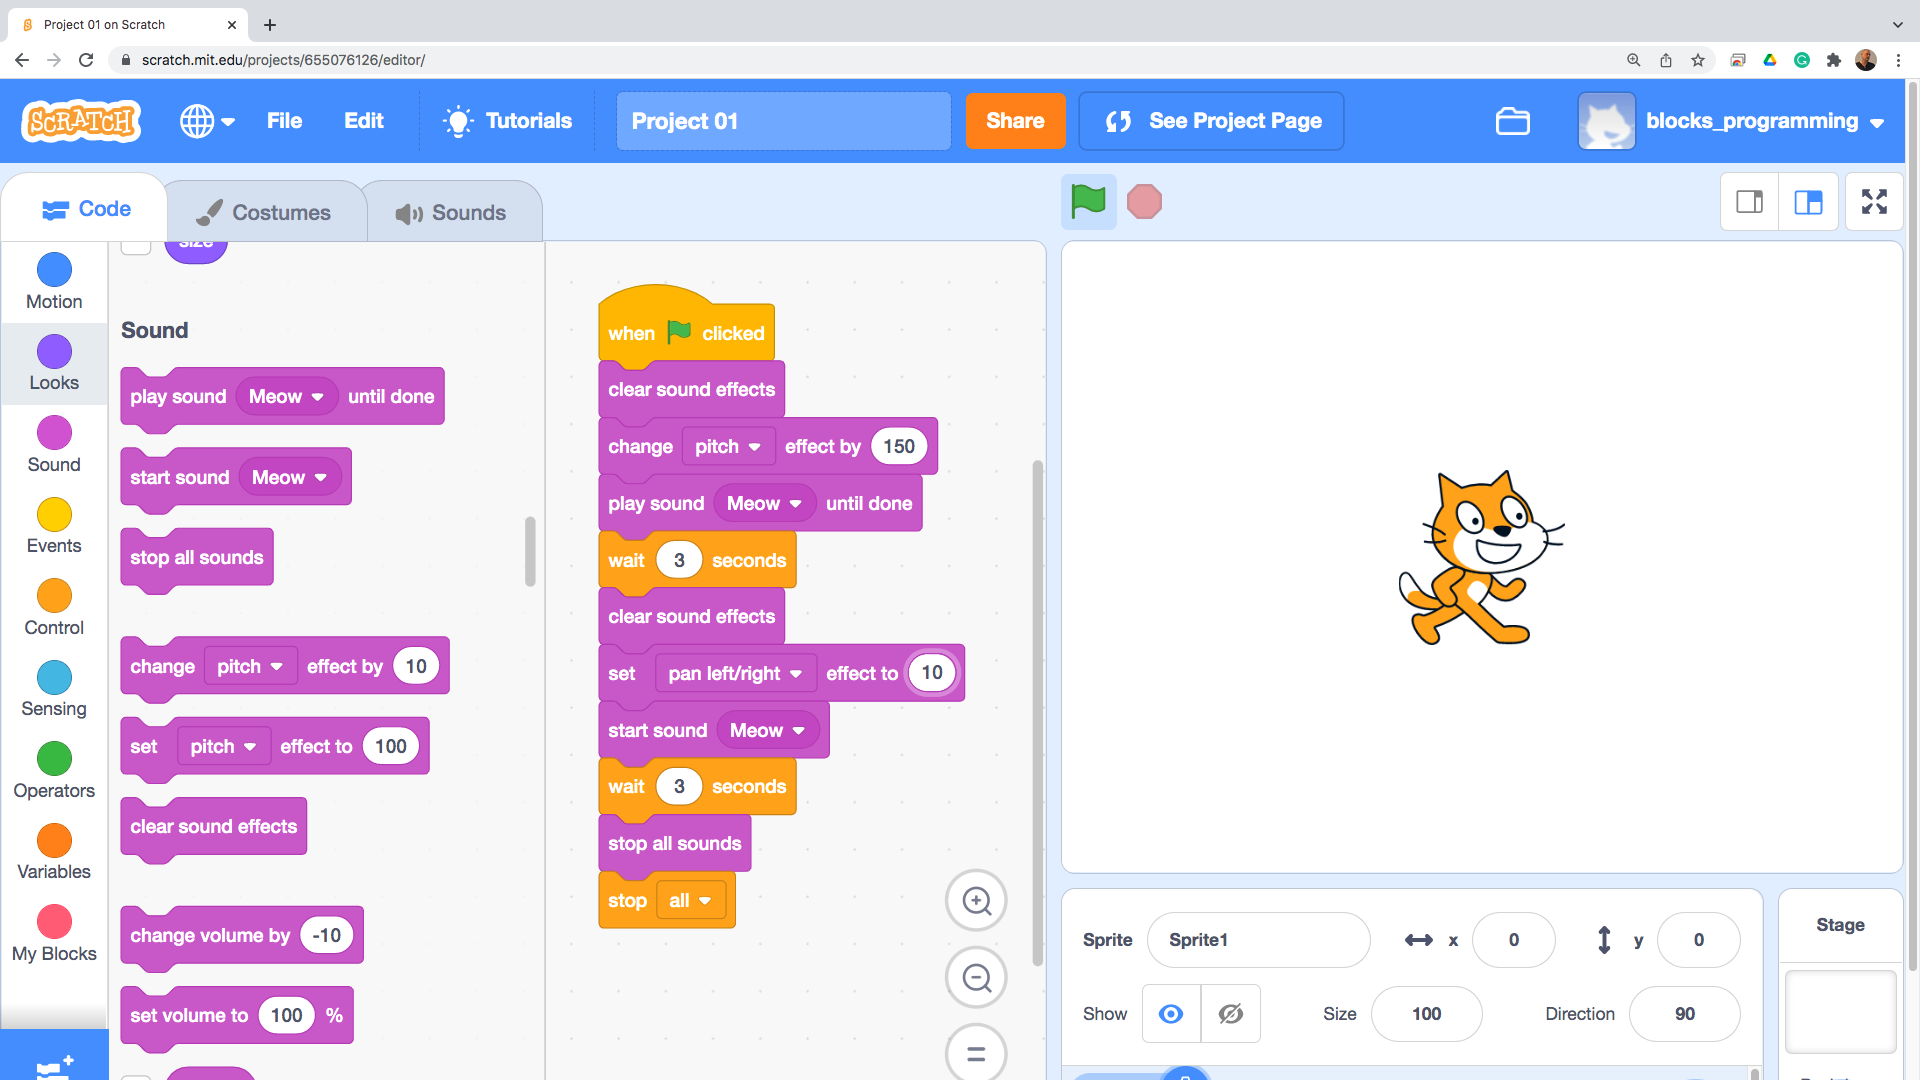 Project 01 on Scratch
scratch.mit.edu/projects/655076126/editor/
SCRATCH
File
Edit
Tutorials
Project 01
Share
See Project Page
blocks_programming
Code
Costumes
Sounds
Motion
Looks
Sound
Events
Control
Sensing
Operators
Variables
My Blocks
size
Sound
play sound Meow until done
start sound Meow
stop all sounds
change pitch effect by 10
set pitch effect to 100
clear sound effects
change volume by -10
set volume to 100 %
when clicked
clear sound effects
change pitch effect by 150
play sound Meow until done
wait 3 seconds
clear sound effects
set pan left/right effect to 10
start sound Meow
wait 3 seconds
stop all sounds
stop all
Sprite Sprite1 x 0 y 0
Show Size 100 Direction 90
Stage